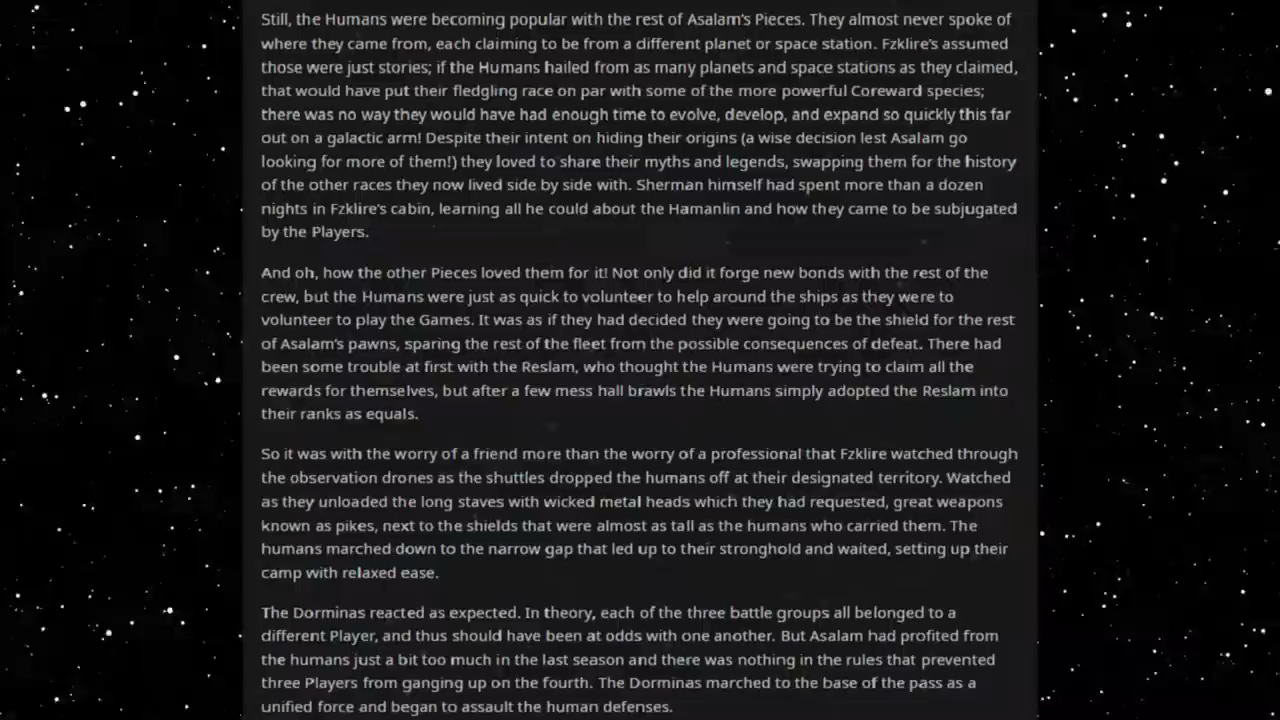 Still, the Humans were becoming popular with the rest of Asalam's Pieces. They almost never spoke of
where they came from, each claiming to be from a different planet or space station. Fzklire's assumed
those were just stories; if the Humans hailed from as many planets and space stations as they claimed,
that would have put their fledgling race on par with some of the more powerful Coreward species;
there was no way they would have had enough time to evolve, develop, and expand so quickly this far
out on a galactic arm! Despite their intent on hiding their origins (a wise decision lest Asalam go
looking for more of them!) they loved to share their myths and legends, swapping them for the history
of the other races they now lived side by side with. Sherman himself had spent more than a dozen
nights in Fzklire's cabin, learning all he could about the Hamanlin and how they came to be subjugated
by the Players.
And oh, how the other Pieces loved them for it! Not only did it forge new bonds with the rest of the
crew, but the Humans were just as quick to volunteer to help around the ships as they were to
volunteer to play the Games. It was as if they had decided they were going to be the shield for the rest
of Asalam's pawns, sparing the rest of the fleet from the possible consequences of defeat. There had
been some trouble at first with the Reslam, who thought the Humans were trying to claim all the
rewards for themselves, but after a few mess hall brawls the Humans simply adopted the Reslam into
their ranks as equals.
So it was with the worry of a friend more than the worry of a professional that Fzklire watched through
the observation drones as the shuttles dropped the humans off at their designated territory. Watched
as they unloaded the long staves with wicked metal heads which they had requested, great weapons
known as pikes, next to the shields that were almost as tall as the humans who carried them. The
humans marched down to the narrow gap that led up to their stronghold and waited, setting up their
camp with relaxed ease.
The Dorminas reacted as expected. In theory, each of the three battle groups all belonged to a
different Player, and thus should have been at odds with one another. But Asalam had profited from
the humans just a bit too much in the last season and there was nothing in the rules that prevented
three Players from ganging up on the fourth. The Dorminas marched to the base of the pass as a
unified force and began to assault the human defenses.